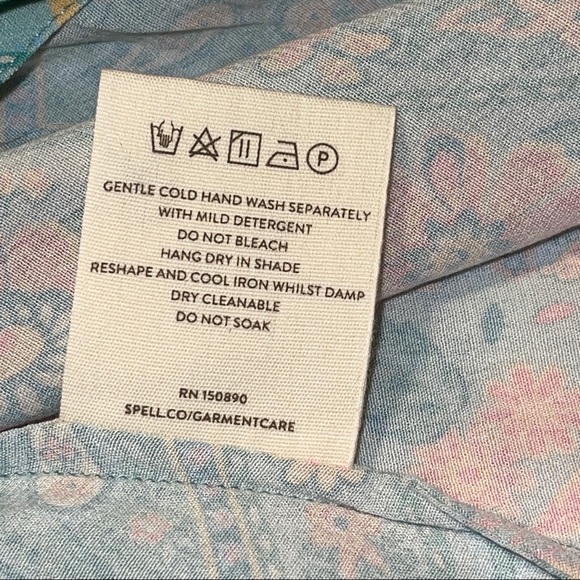 P
GENTLE COLD HAND WASH SEPARATELY
WITH MILD DETERGENT
DO NOT BLEACH
HANG DRY IN SHADE
RESHAPE AND COOL IRON WHILST DAMP
DRY CLEANABLE
DO NOT SOAK
RN 150890
SPELL.CO/GARMENTCARE